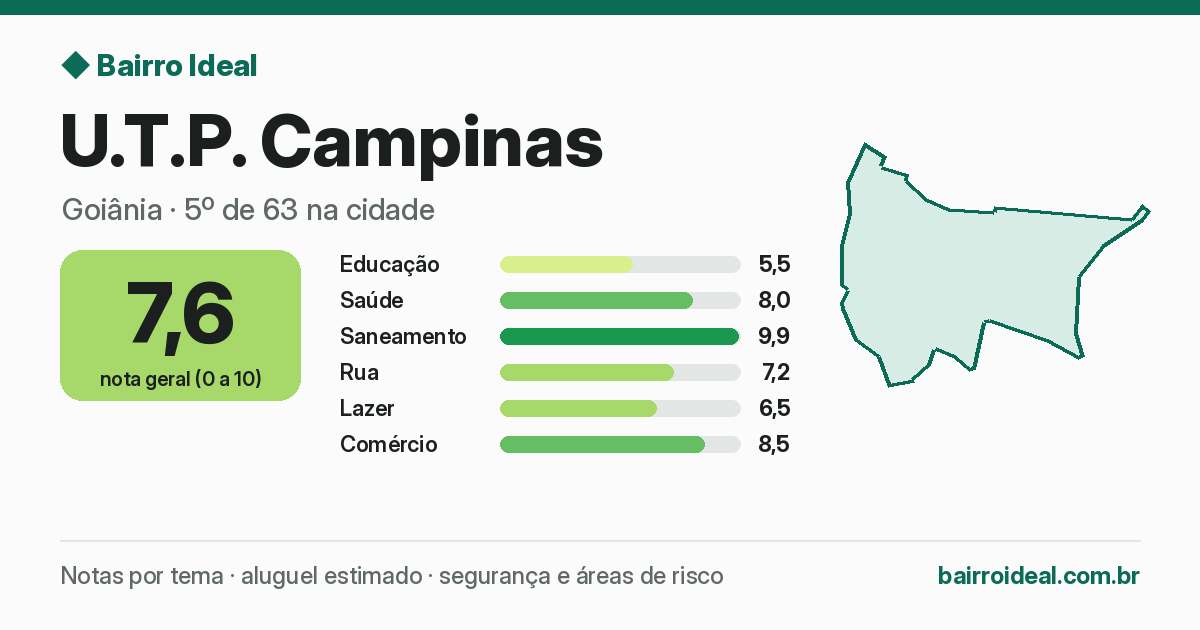 Bairro Ideal
U.T.P. Campinas
Goiânia · 5º de 63 na cidade
7,6
nota geral (0 a 10)
Educação 5,5
Saúde 8,0
Saneamento 9,9
Rua 7,2
Lazer 6,5
Comércio 8,5
Notas por tema · aluguel estimado · segurança e áreas de risco
bairroideal.com.br